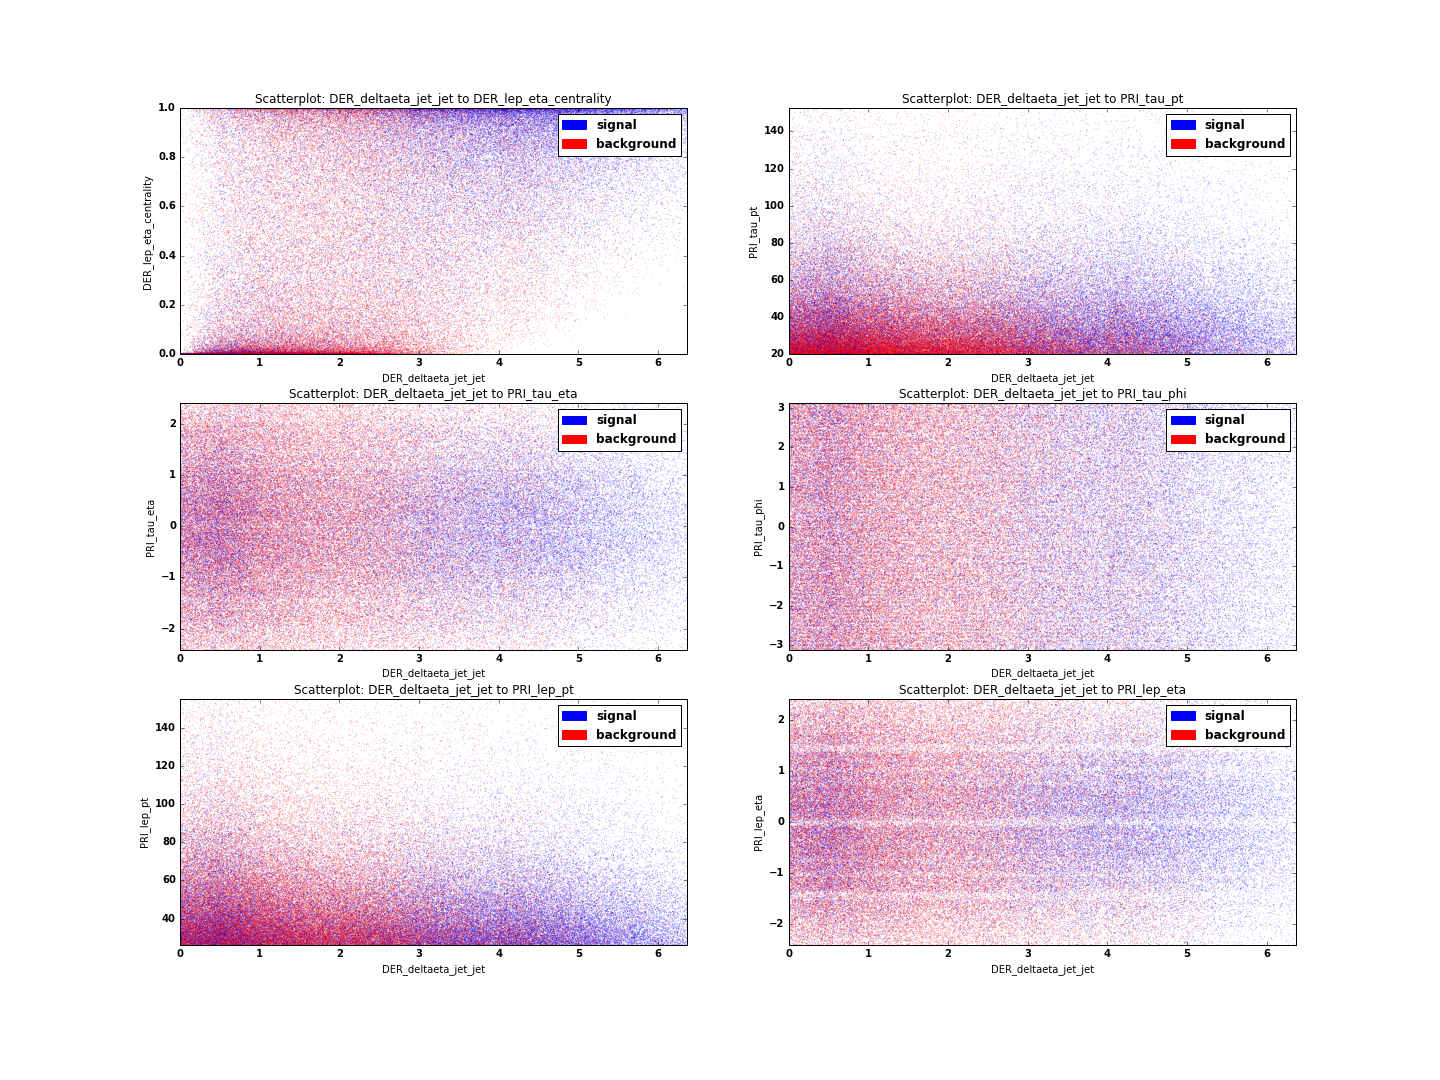 Scatterplot: DER_deltaeta_jet_jet to DER_lep_eta_centrality
1.0
0.8
0.6
0.4
0.2
0.0
DER_lep_eta_centrality
signal
background
0 1 2 3 4 5 6
DER_deltaeta_jet_jet
Scatterplot: DER_deltaeta_jet_jet to PRI_tau_pt
140
120
100
80
60
40
20
PRI_tau_pt
signal
background
0 1 2 3 4 5 6
DER_deltaeta_jet_jet
Scatterplot: DER_deltaeta_jet_jet to PRI_tau_eta
2
1
0
−1
−2
PRI_tau_eta
signal
background
0 1 2 3 4 5 6
DER_deltaeta_jet_jet
Scatterplot: DER_deltaeta_jet_jet to PRI_tau_phi
3
2
1
0
−1
−2
−3
PRI_tau_phi
signal
background
0 1 2 3 4 5 6
DER_deltaeta_jet_jet
Scatterplot: DER_deltaeta_jet_jet to PRI_lep_pt
140
120
100
80
60
40
PRI_lep_pt
signal
background
0 1 2 3 4 5 6
DER_deltaeta_jet_jet
Scatterplot: DER_deltaeta_jet_jet to PRI_lep_eta
2
1
0
−1
−2
PRI_lep_eta
signal
background
0 1 2 3 4 5 6
DER_deltaeta_jet_jet